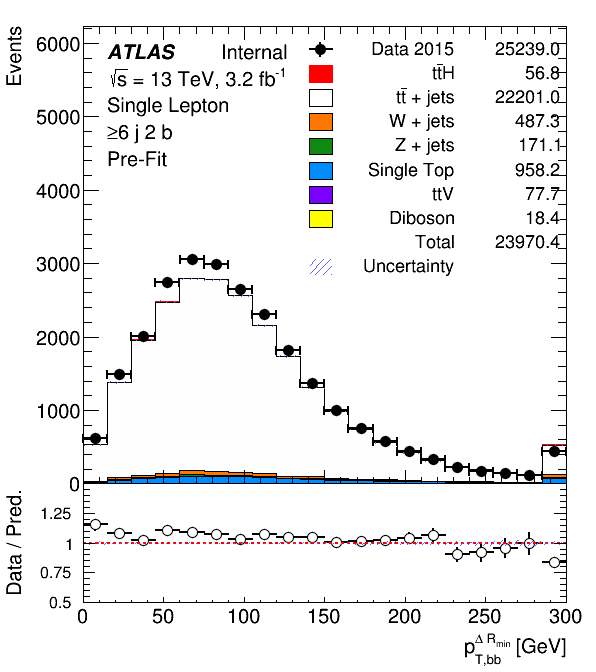 Events
6000
5000
4000
3000
2000
1000
0
ATLAS Internal
√s = 13 TeV, 3.2 fb⁻¹
Single Lepton
≥6 j 2 b
Pre-Fit
Data 2015 25239.0
tt̄H 56.8
tt̄ + jets 22201.0
W + jets 487.3
Z + jets 171.1
Single Top 958.2
ttV 77.7
Diboson 18.4
Total 23970.4
Uncertainty
Data / Pred.
1.25
1
0.75
0.5
0 50 100 150 200 250 300
p_{T,bb}^{Δ R_{min}} [GeV]